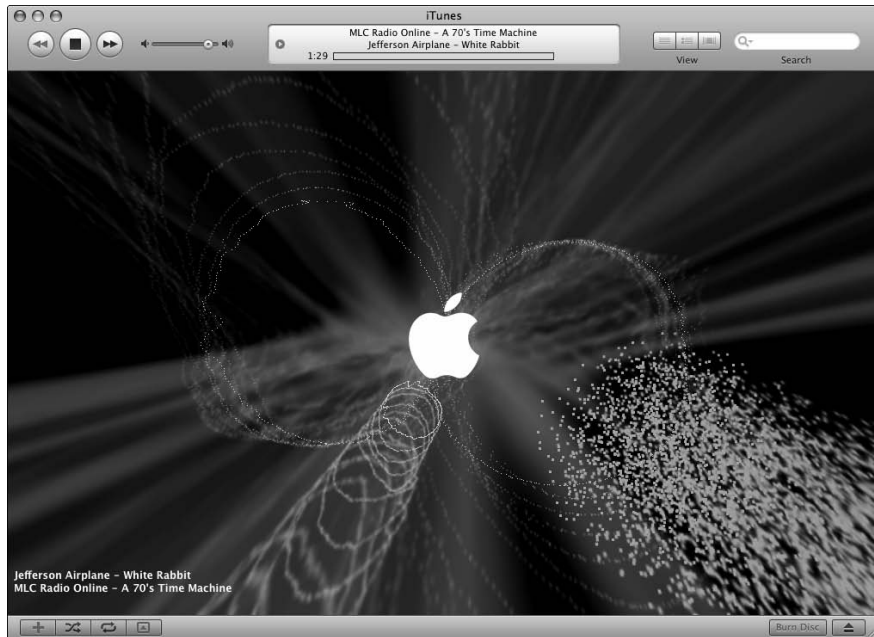 iTunes
MLC Radio Online – A 70's Time Machine
Jefferson Airplane – White Rabbit
1:29
View
Search
Jefferson Airplane – White Rabbit
MLC Radio Online – A 70's Time Machine
Burn Disc